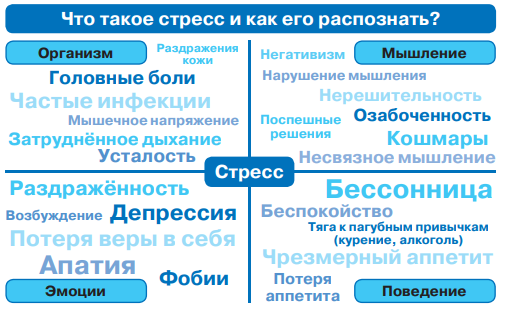 Что такое стресс и как его распознать?
Организм
Раздражения
кожи
Головные боли
Частые инфекции
Мышечное напряжение
Затруднённое дыхание
Усталость
Негативизм
Мышление
Нарушение мышления
Нерешительность
Поспешные
решения
Озабоченность
Кошмары
Несвязное мышление
Стресс
Раздражённость
Возбуждение
Депрессия
Потеря веры в себя
Апатия
Фобии
Эмоции
Бессонница
Беспокойство
Тяга к пагубным привычкам
(курение, алкоголь)
Чрезмерный аппетит
Потеря
аппетита
Поведение